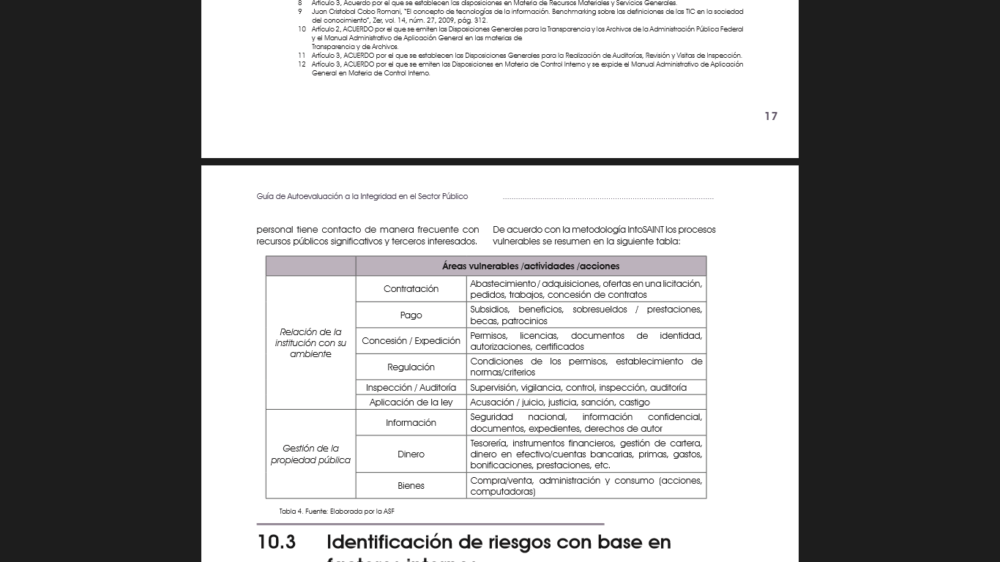 8 Artículo 3, Acuerdo por el que se establecen las disposiciones en Materia de Recursos Materiales y Servicios Generales.
9 Juan Cristobal Cobo Romaní, "El concepto de tecnologías de la información. Benchmarking sobre las definiciones de las TIC en la sociedad
del conocimiento", Zer, vol. 14, núm. 27, 2009, pág. 312.
10 Artículo 2, ACUERDO por el que se emiten las Disposiciones Generales para la Transparencia y los Archivos de la Administración Pública Federal
y el Manual Administrativo de Aplicación General en las materias de
Transparencia y de Archivos.
11 Artículo 3, ACUERDO por el que se establecen las Disposiciones Generales para la Realización de Auditorías, Revisión y Visitas de Inspección.
12 Artículo 3, ACUERDO por el que se emiten las Disposiciones en Materia de Control Interno y se expide el Manual Administrativo de Aplicación
General en Materia de Control Interno.
17
Guía de Autoevaluación a la Integridad en el Sector Público
personal tiene contacto de manera frecuente con
recursos públicos significativos y terceros interesados.
De acuerdo con la metodología IntoSAINT los procesos
vulnerables se resumen en la siguiente tabla:
Áreas vulnerables /actividades /acciones
Relación de la
institución con su
ambiente
Contratación
Abastecimiento / adquisiciones, ofertas en una licitación,
pedidos, trabajos, concesión de contratos
Pago
Subsidios, beneficios, sobresueldos / prestaciones,
becas, patrocinios
Concesión / Expedición
Permisos, licencias, documentos de identidad,
autorizaciones, certificados
Regulación
Condiciones de los permisos, establecimiento de
normas/criterios
Inspección / Auditoría
Supervisión, vigilancia, control, inspección, auditoría
Aplicación de la ley
Acusación / juicio, justicia, sanción, castigo
Gestión de la
propiedad pública
Información
Seguridad nacional, información confidencial,
documentos, expedientes, derechos de autor
Dinero
Tesorería, instrumentos financieros, gestión de cartera,
dinero en efectivo/cuentas bancarias, primas, gastos,
bonificaciones, prestaciones, etc.
Bienes
Compra/venta, administración y consumo (acciones,
computadoras)
Tabla 4. Fuente: Elaborada por la ASF
10.3 Identificación de riesgos con base en
factores internos